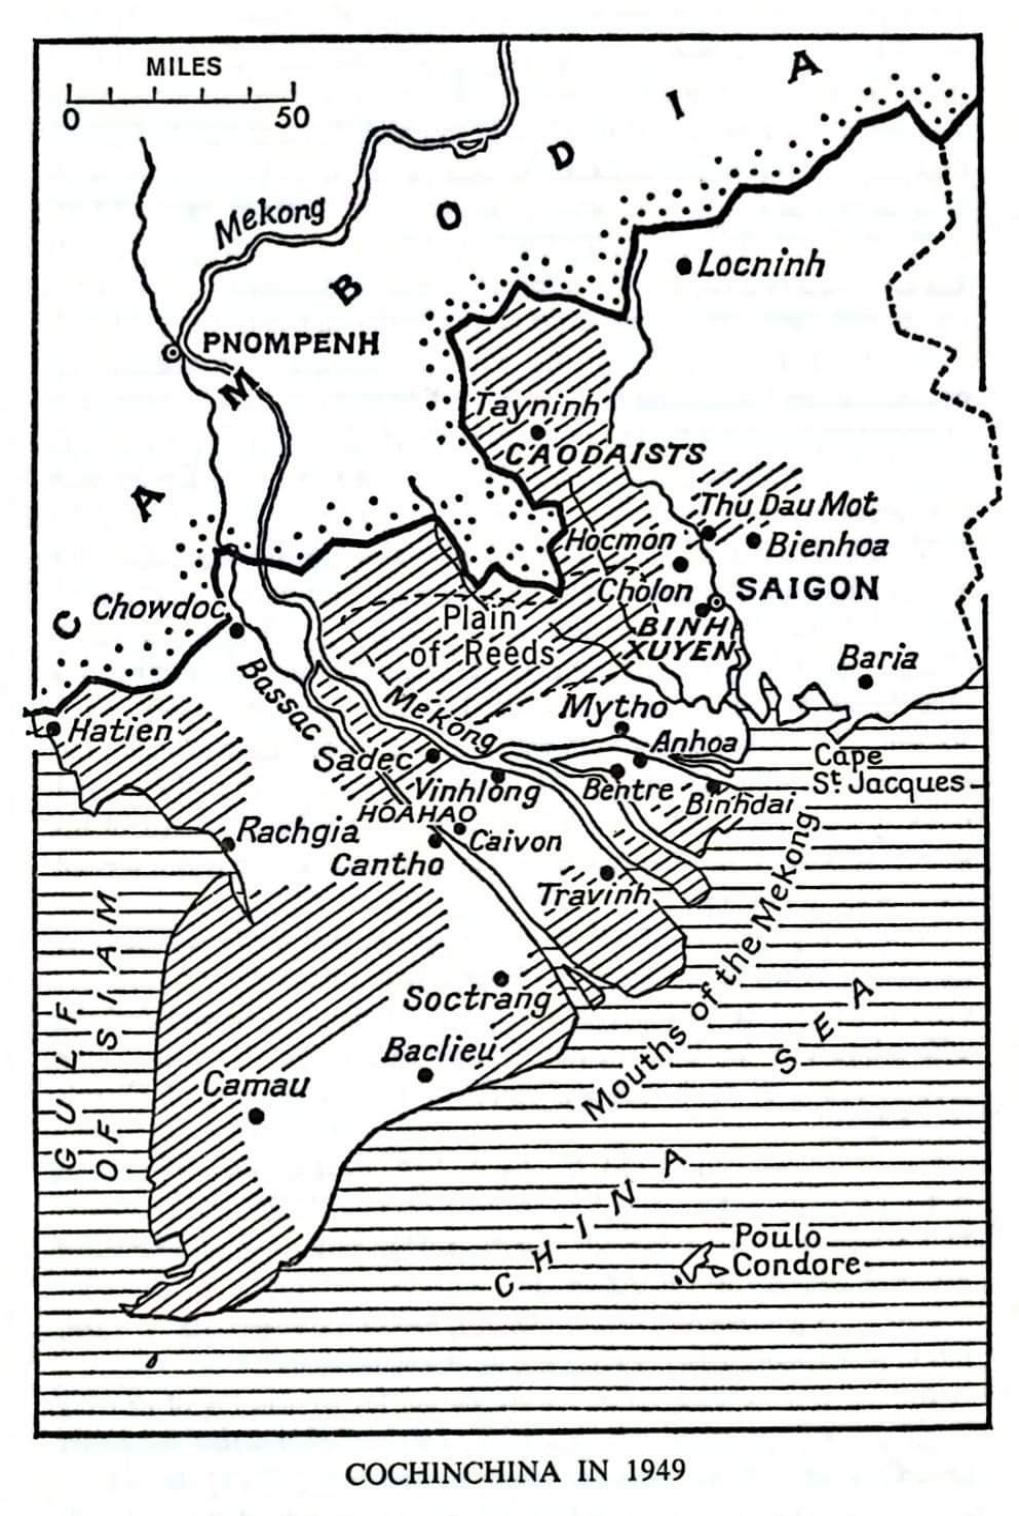 MILES
0 50
CAMBODIA
Mekong
Locninh
PNOMPENH
Tayninh
CAODAISTS
Thu Dau Mot
Hocmon
Bienhoa
Cholon
SAIGON
Chowdoc
Plain
of Reeds
BINH
XUYEN
Baria
Bassac
Mekong
Mytho
Hatien
Sadec
Anhoa
Cape
St. Jacques
Vinhlong
Bentre
Binhdai
HOAHAO
Rachgia
Caivon
Cantho
Travinh
Mouths of the Mekong
GULF
OF SIAM
Soctrang
Baclieu
Camau
CHINA SEA
Poulo
Condore
COCHINCHINA IN 1949